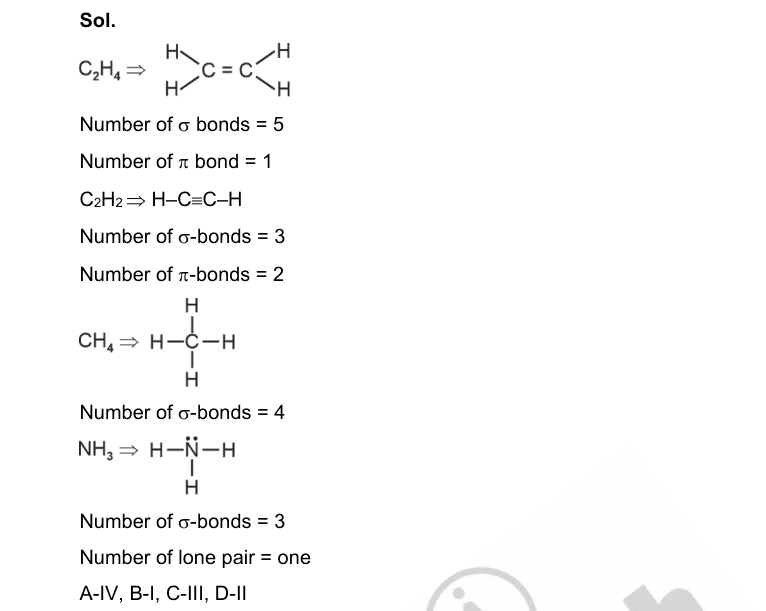 Sol.
C₂H₄ ⇒ H H C = C H H
Number of σ bonds = 5
Number of π bond = 1
C2H2 ⇒ H–C≡C–H
Number of σ-bonds = 3
Number of π-bonds = 2
H
CH₄ ⇒ H–C–H
H
Number of σ-bonds = 4
NH₃ ⇒ H–N̈–H
H
Number of σ-bonds = 3
Number of lone pair = one
A-IV, B-I, C-III, D-II